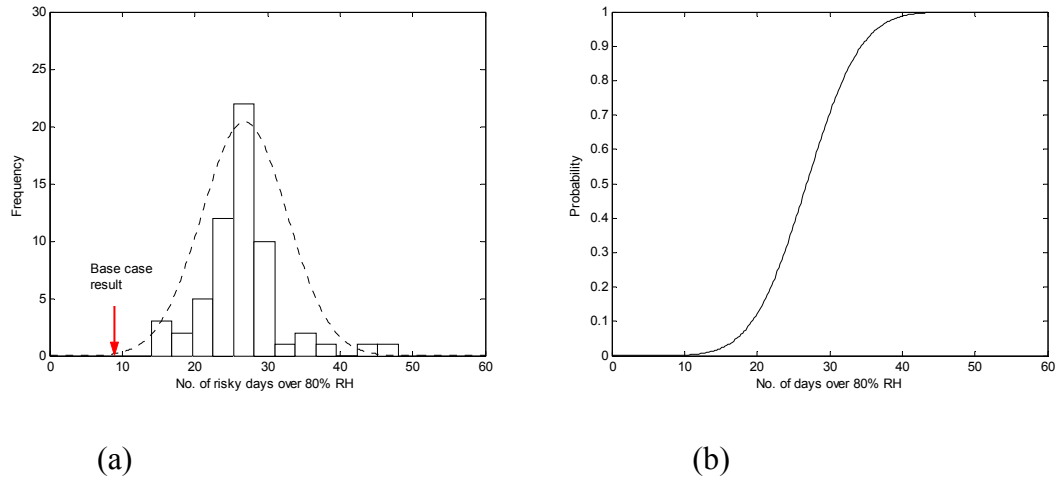 30
25
20
15
10
5
0
Frequency
Base case
result
0 10 20 30 40 50 60
No. of risky days over 80% RH
(a)
1
0.9
0.8
0.7
0.6
0.5
0.4
0.3
0.2
0.1
0
Probability
0 10 20 30 40 50 60
No. of days over 80% RH
(b)